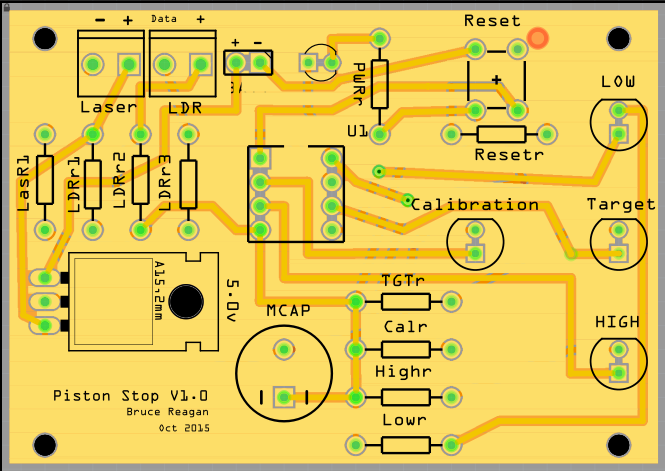 Reset
- +
Data +
+ -
PWRr
LOW
Laser
LDR
U1
Resetr
LasR1
LDRr1
LDRr2
LDRr3
Calibration
Target
A15,2mm
5.0v
TGTr
MCAP
Calr
HIGH
Highr
Piston Stop V1.0
Bruce Reagan
Lowr
Oct 2015